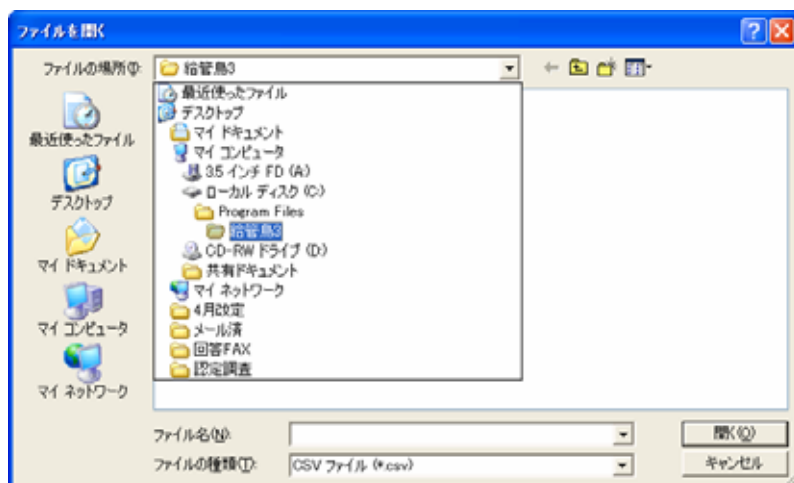 ファイルを開く
ファイルの場所(I):
給管鳥3
最近使ったファイル
デスクトップ
マイ ドキュメント
マイ コンピュータ
3.5 インチ FD (A:)
ローカル ディスク (C:)
Program Files
給管鳥3
CD-RW ドライブ (D:)
共有ドキュメント
マイ ネットワーク
4月改定
メール済
回答FAX
認定調査
最近使ったファイル
デスクトップ
マイ ドキュメント
マイ コンピュータ
マイ ネットワーク
ファイル名(N):
開く(O)
ファイルの種類(T):
CSV ファイル (*.csv)
キャンセル